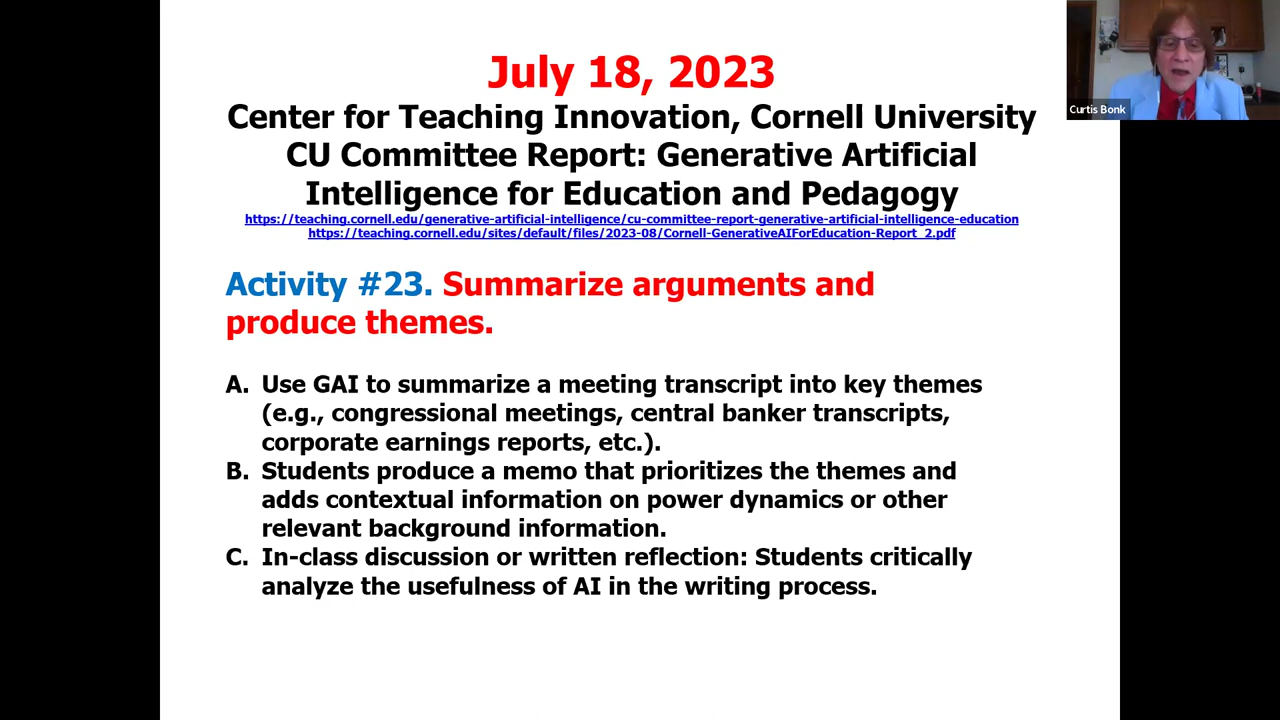 July 18, 2023
Center for Teaching Innovation, Cornell University
CU Committee Report: Generative Artificial
Intelligence for Education and Pedagogy
https://teaching.cornell.edu/generative-artificial-intelligence/cu-committee-report-generative-artificial-intelligence-education
https://teaching.cornell.edu/sites/default/files/2023-08/Cornell-GenerativeAIForEducation-Report_2.pdf
Activity #23. Summarize arguments and
produce themes.
A. Use GAI to summarize a meeting transcript into key themes
(e.g., congressional meetings, central banker transcripts,
corporate earnings reports, etc.).
B. Students produce a memo that prioritizes the themes and
adds contextual information on power dynamics or other
relevant background information.
C. In-class discussion or written reflection: Students critically
analyze the usefulness of AI in the writing process.
Curtis Bonk